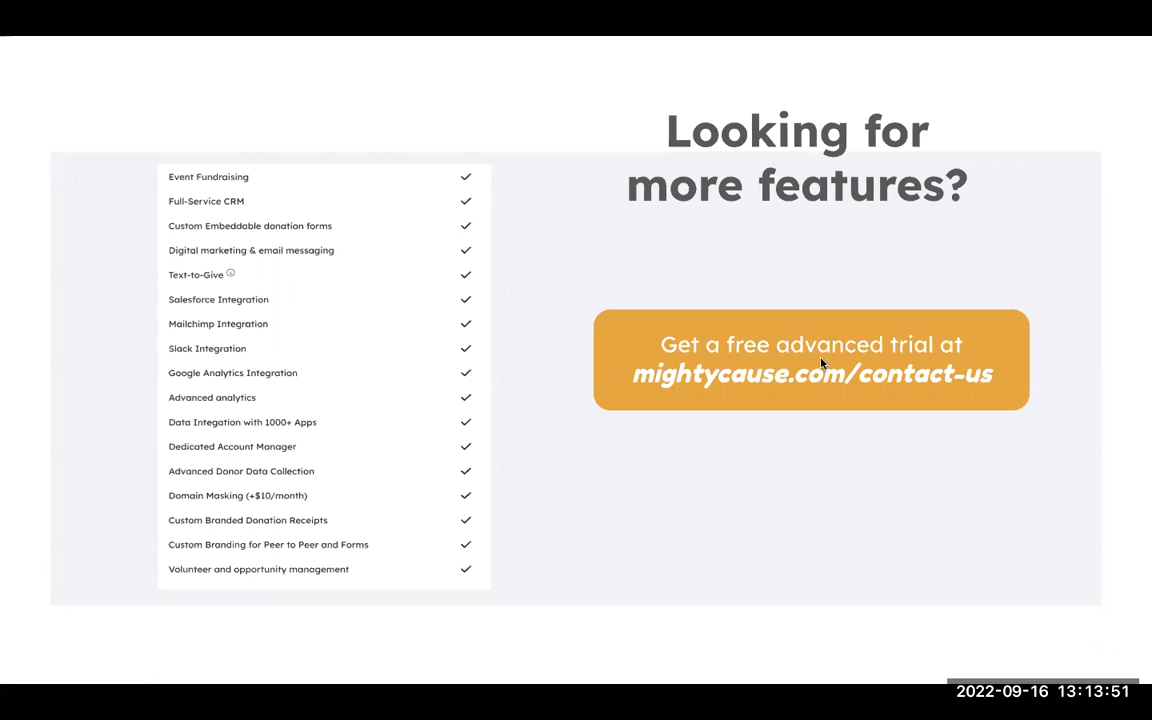 Looking for
more features?
Event Fundraising
Full-Service CRM
Custom Embeddable donation forms
Digital marketing & email messaging
Text-to-Give ⓘ
Salesforce Integration
Mailchimp Integration
Slack Integration
Google Analytics Integration
Advanced analytics
Data Integation with 1000+ Apps
Dedicated Account Manager
Advanced Donor Data Collection
Domain Masking (+$10/month)
Custom Branded Donation Receipts
Custom Branding for Peer to Peer and Forms
Volunteer and opportunity management
Get a free advanced trial at
mightycause.com/contact-us
2022-09-16 13:13:51